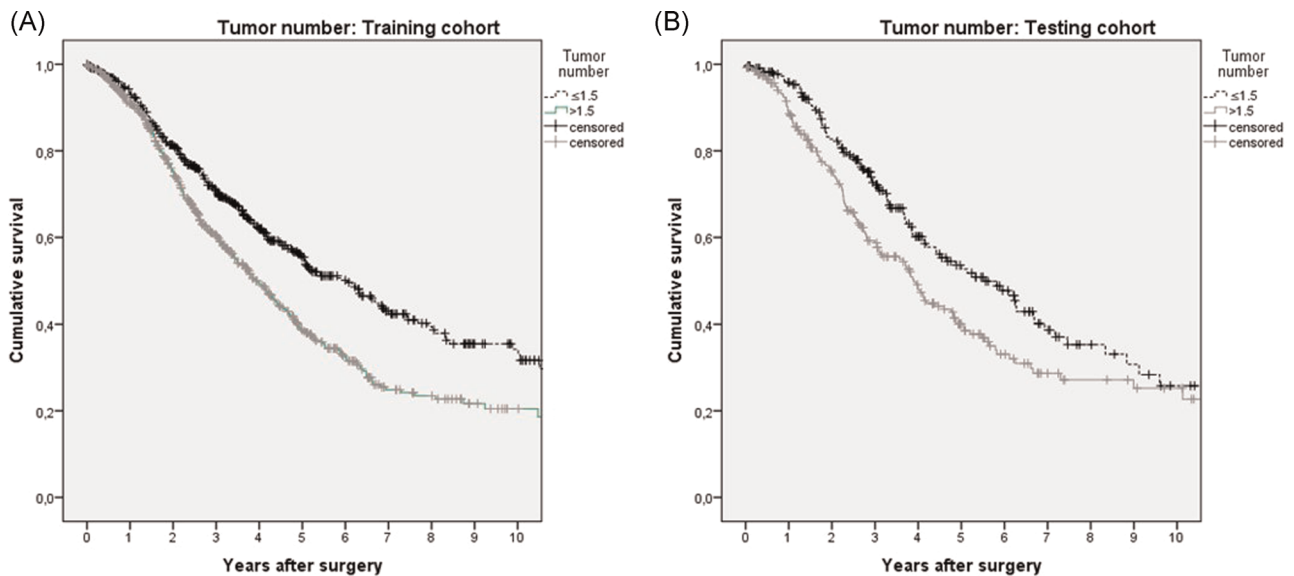 (A)
Tumor number: Training cohort
Cumulative survival
1,0
0,8
0,6
0,4
0,2
0,0
0 1 2 3 4 5 6 7 8 9 10
Years after surgery
Tumor
number
≤1.5
>1.5
censored
censored
(B)
Tumor number: Testing cohort
Cumulative survival
1,0
0,8
0,6
0,4
0,2
0,0
0 1 2 3 4 5 6 7 8 9 10
Years after surgery
Tumor
number
≤1.5
>1.5
censored
censored